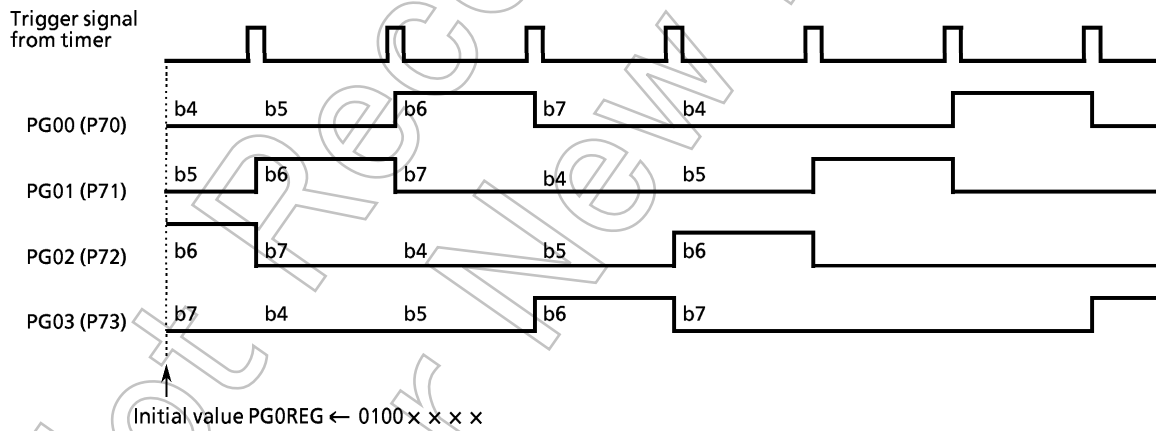 Trigger signal
from timer
PG00 (P70) b4 b5 b6 b7 b4
PG01 (P71) b5 b6 b7 b4 b5
PG02 (P72) b6 b7 b4 b5 b6
PG03 (P73) b7 b4 b5 b6 b7
Initial value PG0REG ← 0100 × × × ×